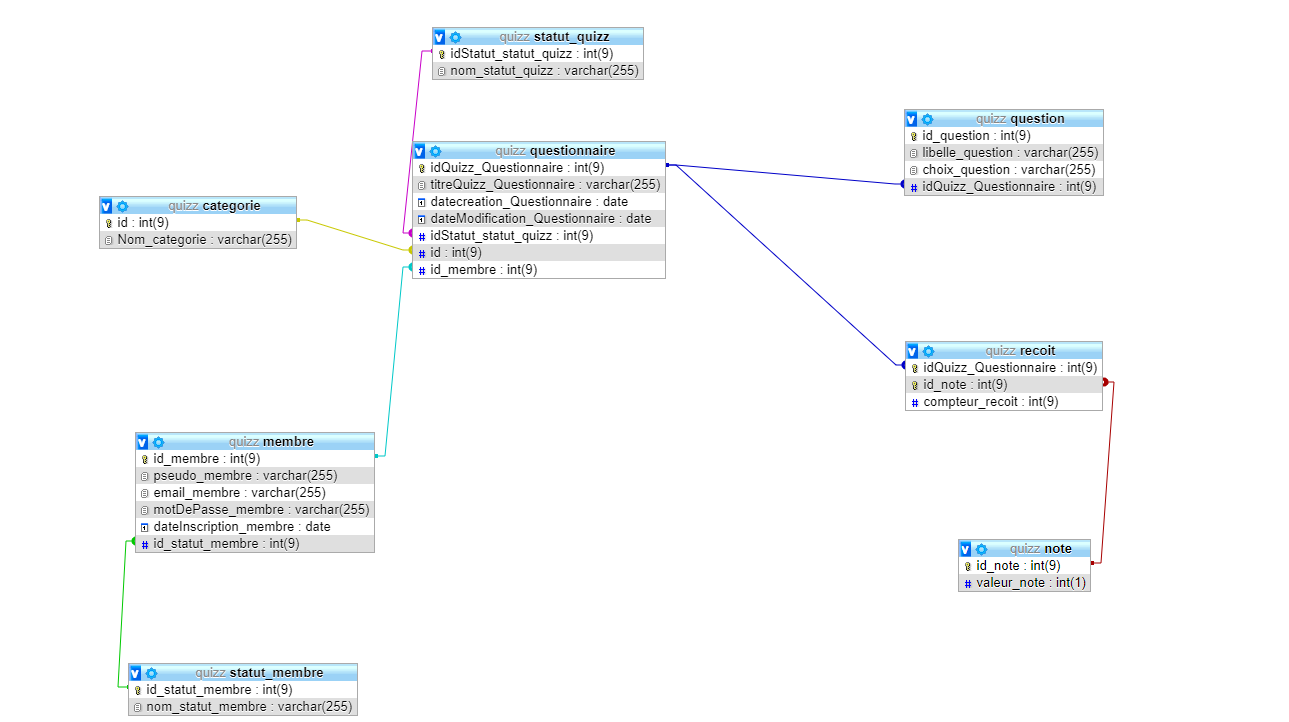 quizz statut_quizz
idStatut_statut_quizz : int(9)
nom_statut_quizz : varchar(255)
quizz question
id_question : int(9)
libelle_question : varchar(255)
choix_question : varchar(255)
# idQuizz_Questionnaire : int(9)
quizz questionnaire
idQuizz_Questionnaire : int(9)
titreQuizz_Questionnaire : varchar(255)
datecreation_Questionnaire : date
dateModification_Questionnaire : date
# idStatut_statut_quizz : int(9)
# id : int(9)
# id_membre : int(9)
quizz categorie
id : int(9)
Nom_categorie : varchar(255)
quizz recoit
idQuizz_Questionnaire : int(9)
id_note : int(9)
# compteur_recoit : int(9)
quizz membre
id_membre : int(9)
pseudo_membre : varchar(255)
email_membre : varchar(255)
motDePasse_membre : varchar(255)
dateInscription_membre : date
# id_statut_membre : int(9)
quizz note
id_note : int(9)
# valeur_note : int(1)
quizz statut_membre
id_statut_membre : int(9)
nom_statut_membre : varchar(255)